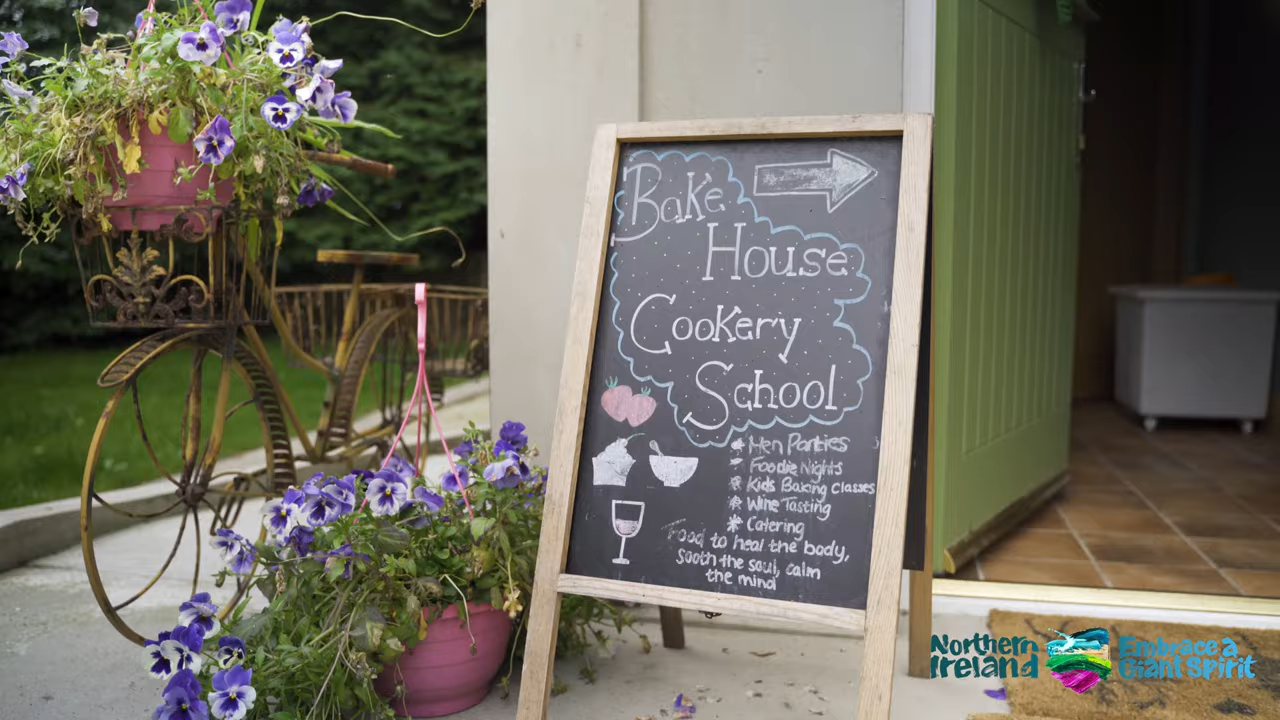 Bake
House
Cookery
School
* Hen Parties
* Foodie Nights
* Kids Baking Classes
* Wine Tasting
* Catering
Food to heal the body,
sooth the soul, calm
the mind
Northern
Ireland
Embrace a
Giant Spirit